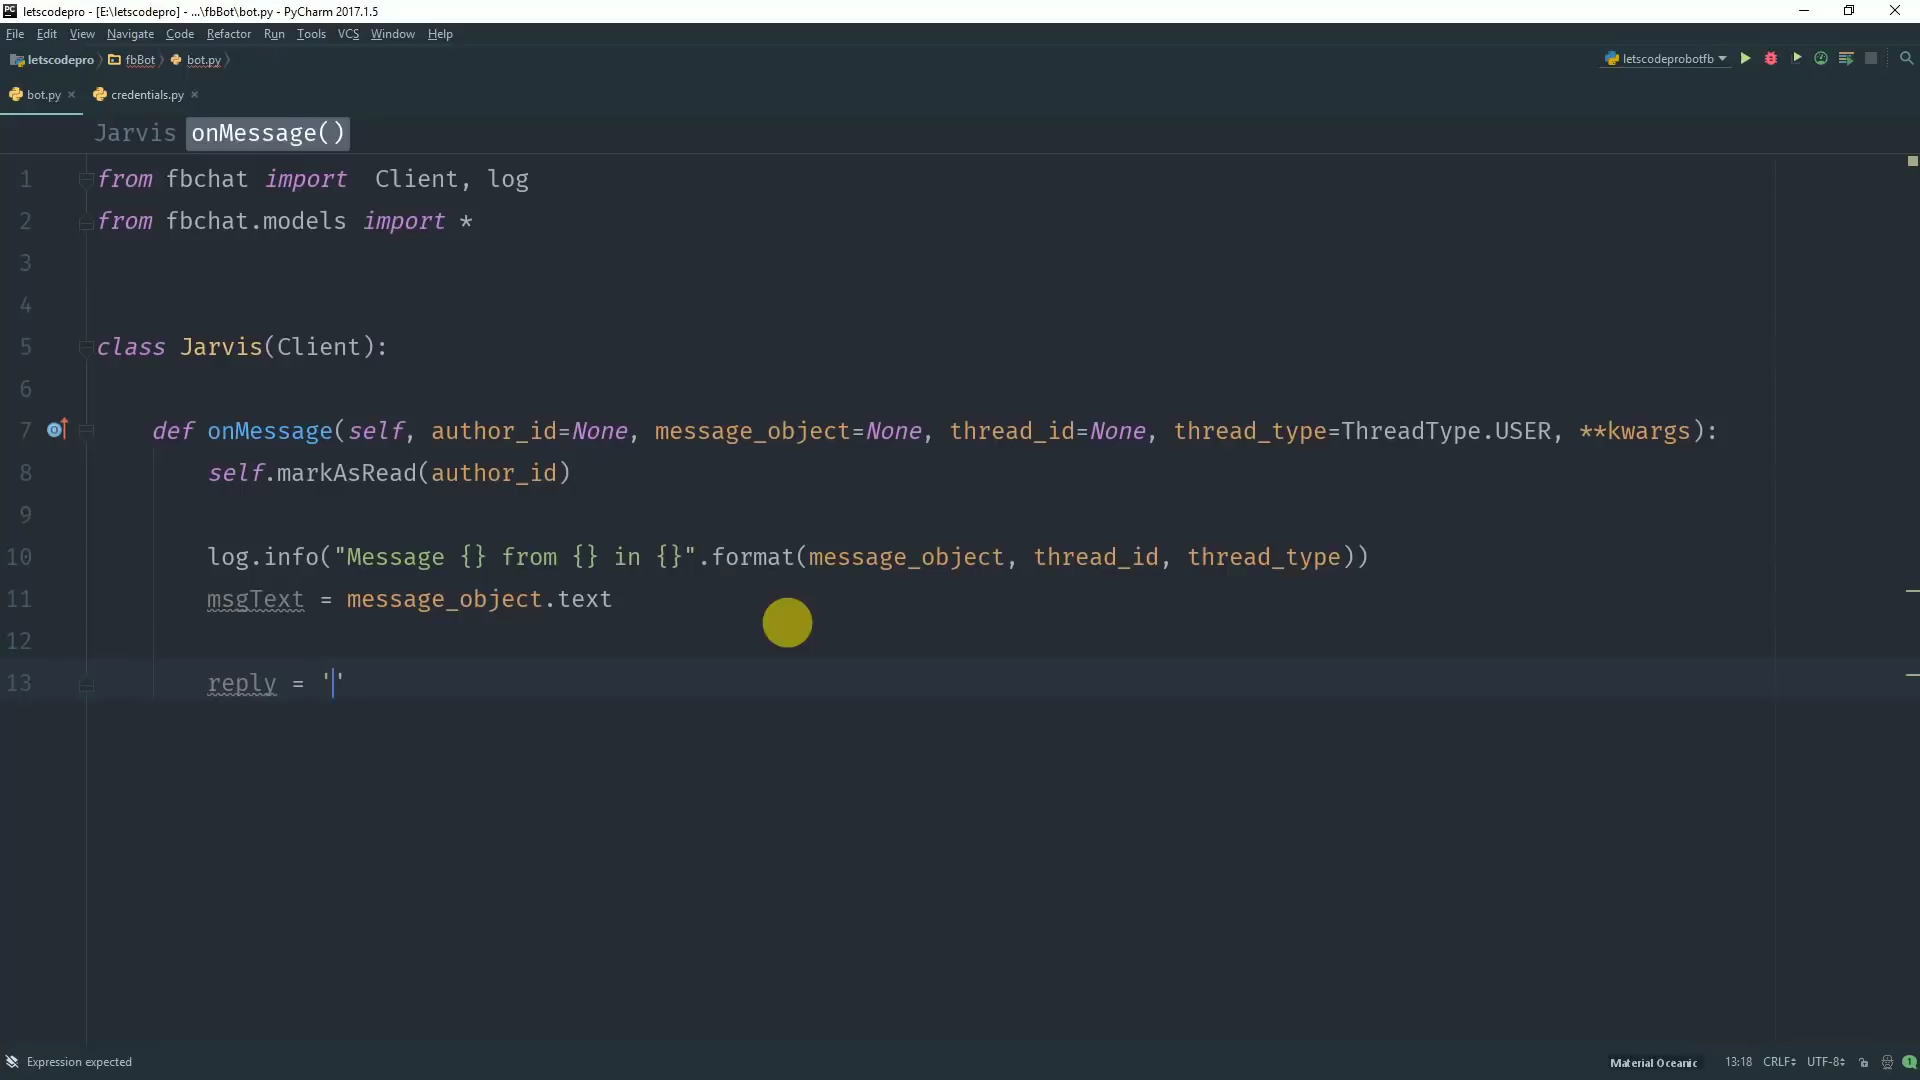 letscodepro - [E:\letscodepro] - ...\fbBot\bot.py - PyCharm 2017.1.5
File Edit View Navigate Code Refactor Run Tools VCS Window Help
letscodepro fbBot bot.py letscodeprobotfb
bot.py credentials.py
Jarvis onMessage()
1 from fbchat import  Client, log
2 from fbchat.models import *
3
4
5 class Jarvis(Client):
6
7     def onMessage(self, author_id=None, message_object=None, thread_id=None, thread_type=ThreadType.USER, **kwargs):
8         self.markAsRead(author_id)
9
10         log.info("Message {} from {} in {}".format(message_object, thread_id, thread_type))
11         msgText = message_object.text
12
13         reply = ''
Expression expected Material Oceanic 13:18 CRLF UTF-8 1